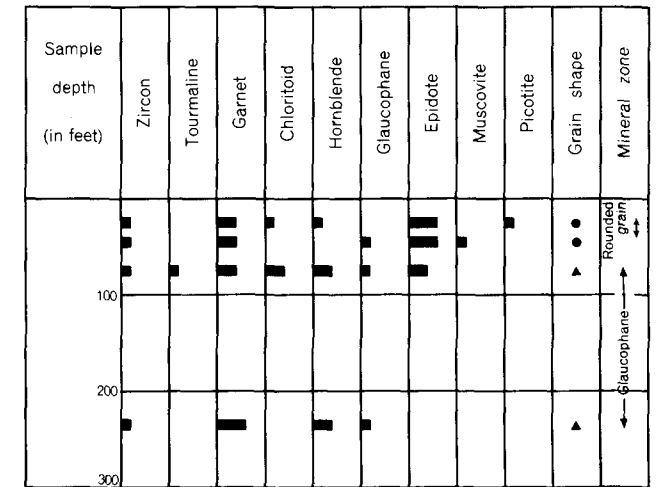 Sample
depth
(in feet)
Zircon
Tourmaline
Garnet
Chloritoid
Hornblende
Glaucophane
Epidote
Muscovite
Picotite
Grain shape
Mineral zone
Rounded
grain
100
Glaucophane
200
300